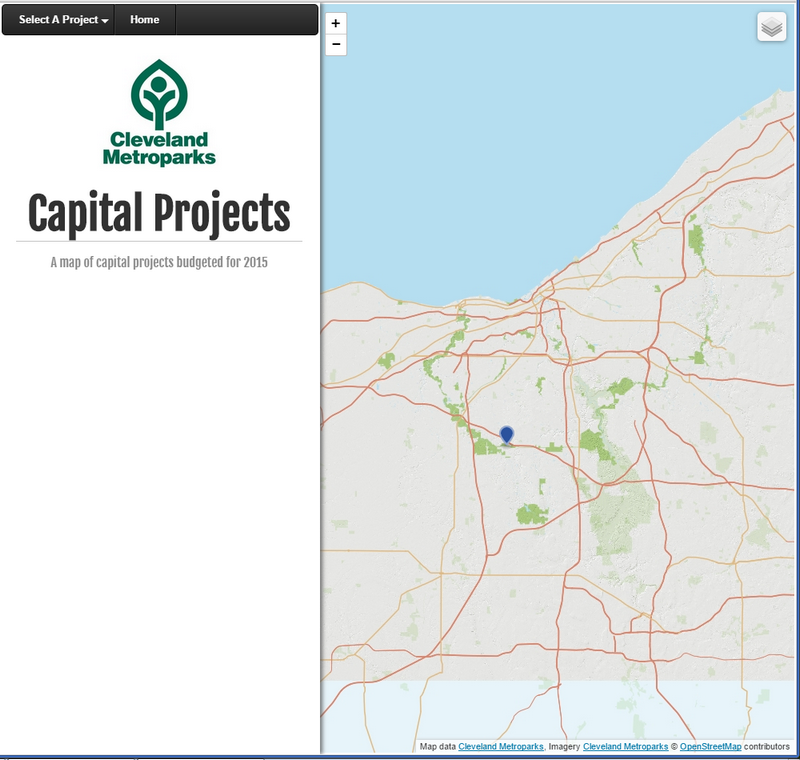 Select A Project
Home
+
−
Cleveland
Metroparks
Capital Projects
A map of capital projects budgeted for 2015
Map data Cleveland Metroparks, Imagery Cleveland Metroparks © OpenStreetMap contributors